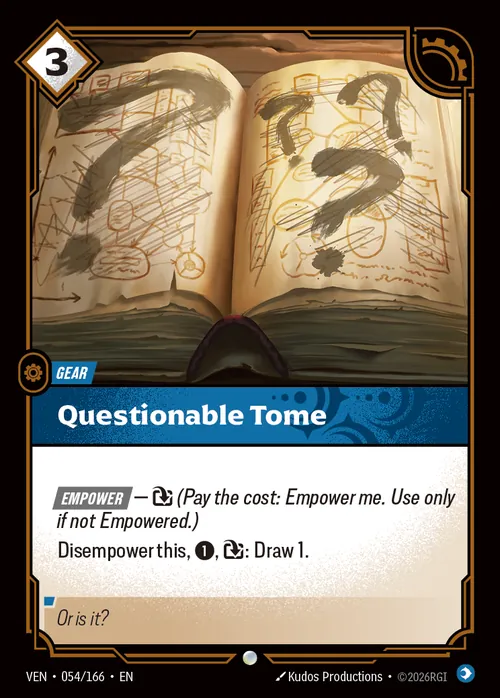 3
GEAR
Questionable Tome
EMPOWER — (Pay the cost: Empower me. Use only
if not Empowered.)
Disempower this, 1, : Draw 1.
Or is it?
VEN • 054/166 • EN
Kudos Productions • ©2026RGI